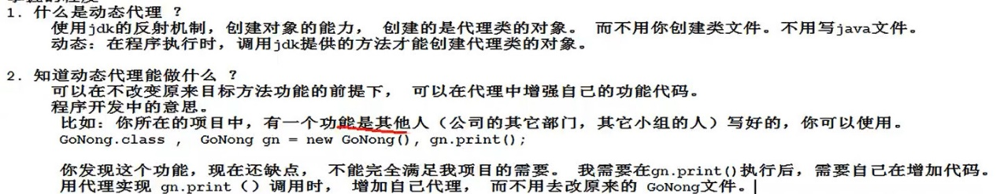 1. 什么是动态代理 ？
使用jdk的反射机制，创建对象的能力， 创建的是代理类的对象。 而不用你创建类文件。不用写java文件。
动态：在程序执行时，调用jdk提供的方法才能创建代理类的对象。
2. 知道动态代理能做什么 ？
可以在不改变原来目标方法功能的前提下， 可以在代理中增强自己的功能代码。
程序开发中的意思。
比如：你所在的项目中，有一个功能是其他人（公司的其它部门，其它小组的人）写好的，你可以使用。
GoNong.class ， GoNong gn = new GoNong(), gn.print();
你发现这个功能，现在还缺点， 不能完全满足我项目的需要。 我需要在gn.print()执行后，需要自己在增加代码。
用代理实现 gn.print（）调用时， 增加自己代理， 而不用去改原来的 GoNong文件。